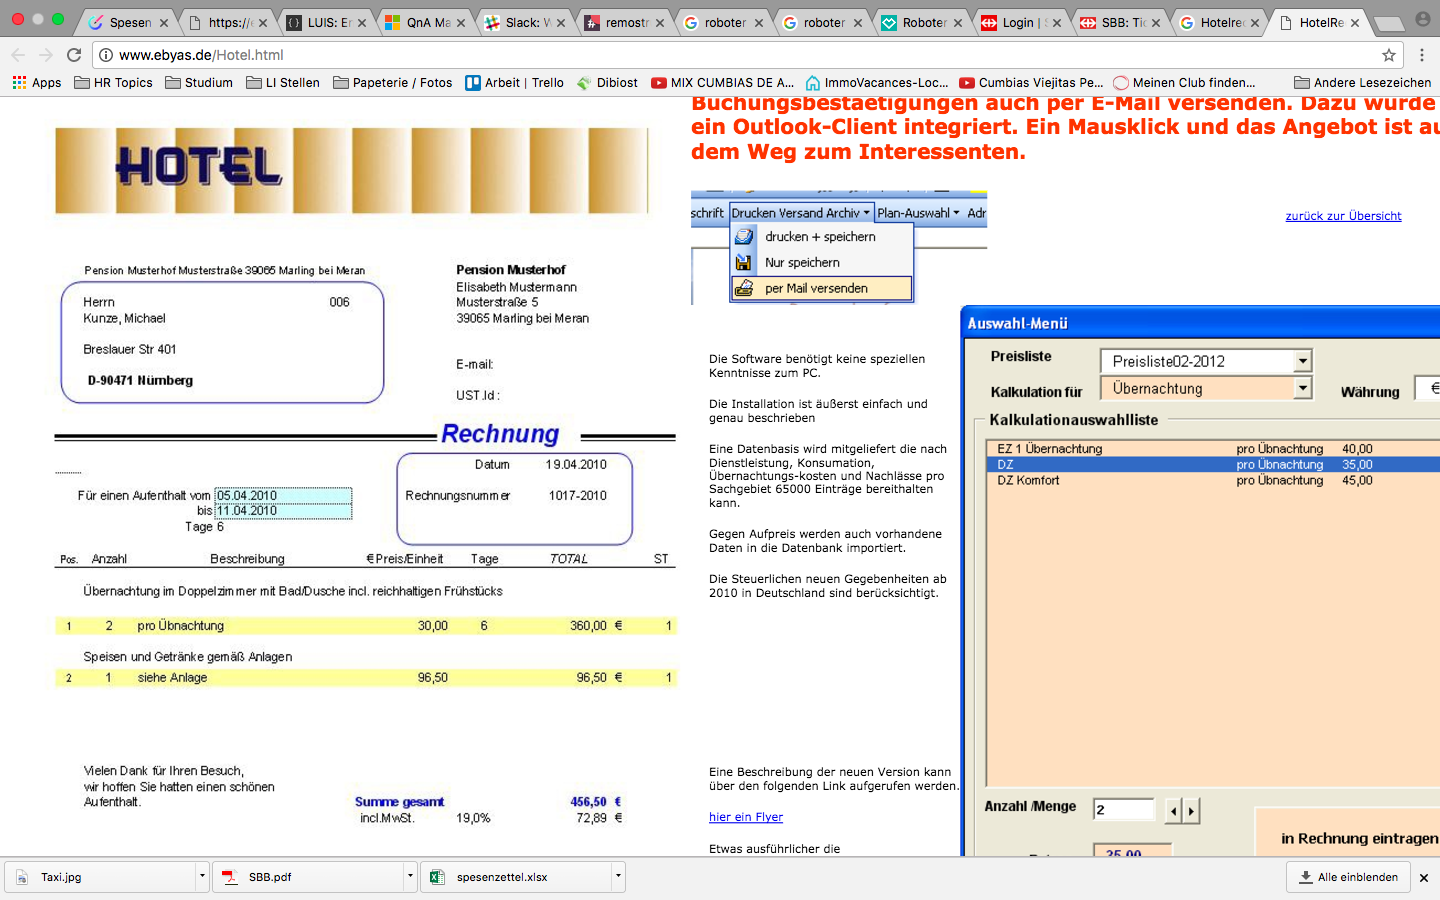 Spesen
https://e
LUIS: Er
QnA Ma
Slack: W
remostr
roboter
roboter
Roboter
Login | S
SBB: Tic
Hotelrec
HotelRe
www.ebyas.de/Hotel.html
Apps
HR Topics
Studium
LI Stellen
Papeterie / Fotos
Arbeit | Trello
Dibiost
MIX CUMBIAS DE A...
ImmoVacances-Loc...
Cumbias Viejitas Pe...
Meinen Club finden...
Andere Lesezeichen
HOTEL
Pension Musterhof Musterstraße 39065 Marling bei Meran
Herrn 006
Kunze, Michael
Breslauer Str 401
D-90471 Nürnberg
Pension Musterhof
Elisabeth Mustermann
Musterstraße 5
39065 Marling bei Meran
E-mail:
UST.Id :
Rechnung
............
Datum 19.04.2010
Rechnungsnummer 1017-2010
Für einen Aufenthalt vom 05.04.2010
bis 11.04.2010
Tage 6
Pos. Anzahl Beschreibung € Preis/Einheit Tage TOTAL ST
Übernachtung im Doppelzimmer mit Bad/Dusche incl. reichhaltigen Frühstücks
1 2 pro Übnachtung 30,00 6 360,00 € 1
Speisen und Getränke gemäß Anlagen
2 1 siehe Anlage 96,50 96,50 € 1
Vielen Dank für Ihren Besuch,
wir hoffen Sie hatten einen schönen
Aufenthalt.
Summe gesamt 456,50 €
incl.MwSt. 19,0% 72,89 €
Buchungsbestaetigungen auch per E-Mail versenden. Dazu wurde
ein Outlook-Client integriert. Ein Mausklick und das Angebot ist au
dem Weg zum Interessenten.
schrift Drucken Versand Archiv Plan-Auswahl Adr
drucken + speichern
Nur speichern
per Mail versenden
zurück zur Übersicht
Die Software benötigt keine speziellen
Kenntnisse zum PC.
Die Installation ist äußerst einfach und
genau beschrieben
Eine Datenbasis wird mitgeliefert die nach
Dienstleistung, Konsumation,
Übernachtungs-kosten und Nachlässe pro
Sachgebiet 65000 Einträge bereithalten
kann.
Gegen Aufpreis werden auch vorhandene
Daten in die Datenbank importiert.
Die Steuerlichen neuen Gegebenheiten ab
2010 in Deutschland sind berücksichtigt.
Eine Beschreibung der neuen Version kann
über den folgenden Link aufgerufen werden.
hier ein Flyer
Etwas ausführlicher die
Auswahl-Menü
Preisliste Preisliste02-2012
Kalkulation für Übernachtung Währung €
Kalkulationauswahlliste
EZ 1 Übernachtung pro Übnachtung 40,00
DZ pro Übnachtung 35,00
DZ Komfort pro Übnachtung 45,00
Anzahl /Menge 2
in Rechnung eintragen
35,00
Taxi.jpg
SBB.pdf
spesenzettel.xlsx
Alle einblenden